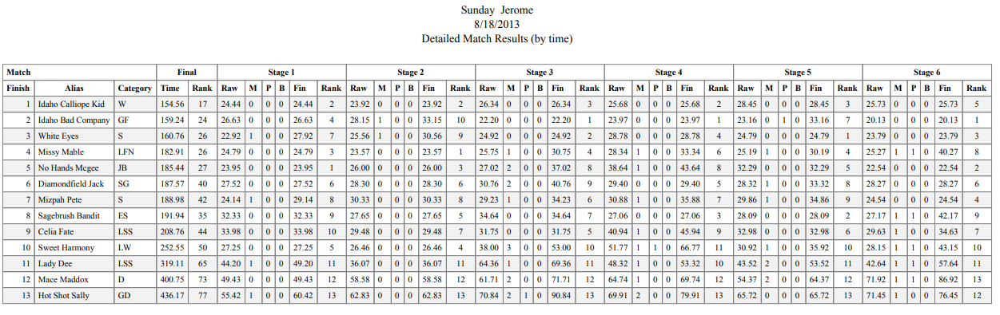 Sunday Jerome
8/18/2013
Detailed Match Results (by time)
Match Final Stage 1 Stage 2 Stage 3 Stage 4 Stage 5 Stage 6
Finish Alias Category Time Rank Raw M P B Fin Rank Raw M P B Fin Rank Raw M P B Fin Rank Raw M P B Fin Rank Raw M P B Fin Rank Raw M P B Fin Rank
1 Idaho Calliope Kid W 154.56 17 24.44 0 0 0 24.44 2 23.92 0 0 0 23.92 2 26.34 0 0 0 26.34 3 25.68 0 0 0 25.68 2 28.45 0 0 0 28.45 3 25.73 0 0 0 25.73 5
2 Idaho Bad Company GF 159.24 24 26.63 0 0 0 26.63 4 28.15 1 0 0 33.15 10 22.20 0 0 0 22.20 1 23.97 0 0 0 23.97 1 23.16 0 1 0 33.16 7 20.13 0 0 0 20.13 1
3 White Eyes S 160.76 26 22.92 1 0 0 27.92 7 25.56 1 0 0 30.56 9 24.92 0 0 0 24.92 2 28.78 0 0 0 28.78 4 24.79 0 0 0 24.79 1 23.79 0 0 0 23.79 3
4 Missy Mable LFN 182.91 26 24.79 0 0 0 24.79 3 23.57 0 0 0 23.57 1 25.75 1 0 0 30.75 4 28.34 1 0 0 33.34 6 25.19 1 0 0 30.19 4 25.27 1 1 0 40.27 8
5 No Hands Mcgee JB 185.44 27 23.95 0 0 0 23.95 1 26.00 0 0 0 26.00 3 27.02 2 0 0 37.02 8 38.64 1 0 0 43.64 8 32.29 0 0 0 32.29 5 22.54 0 0 0 22.54 2
6 Diamondfield Jack SG 187.57 40 27.52 0 0 0 27.52 6 28.30 0 0 0 28.30 6 30.76 2 0 0 40.76 9 29.40 0 0 0 29.40 5 28.32 1 0 0 33.32 8 28.27 0 0 0 28.27 6
7 Mizpah Pete S 188.98 42 24.14 1 0 0 29.14 8 30.33 0 0 0 30.33 8 29.23 1 0 0 34.23 6 30.88 1 0 0 35.88 7 29.86 1 0 0 34.86 9 24.54 0 0 0 24.54 4
8 Sagebrush Bandit ES 191.94 35 32.33 0 0 0 32.33 9 27.65 0 0 0 27.65 5 34.64 0 0 0 34.64 7 27.06 0 0 0 27.06 3 28.09 0 0 0 28.09 2 27.17 1 1 0 42.17 9
9 Celia Fate LSS 208.76 44 33.98 0 0 0 33.98 10 29.48 0 0 0 29.48 7 31.75 0 0 0 31.75 5 40.94 1 0 0 45.94 9 32.98 0 0 0 32.98 6 29.63 1 0 0 34.63 7
10 Sweet Harmony LW 252.55 50 27.25 0 0 0 27.25 5 26.46 0 0 0 26.46 4 38.00 3 0 0 53.00 10 51.77 1 1 0 66.77 11 30.92 1 0 0 35.92 10 28.15 1 1 0 43.15 10
11 Lady Dee LSS 319.11 65 44.20 1 0 0 49.20 11 36.07 0 0 0 36.07 11 64.36 1 0 0 69.36 11 48.32 1 0 0 53.32 10 43.52 2 0 0 53.52 11 42.64 1 1 0 57.64 11
12 Mace Maddox D 400.75 73 49.43 0 0 0 49.43 12 58.58 0 0 0 58.58 12 61.71 2 0 0 71.71 12 64.74 1 0 0 69.74 12 54.37 2 0 0 64.37 12 71.92 1 1 0 86.92 13
13 Hot Shot Sally GD 436.17 77 55.42 1 0 0 60.42 13 62.83 0 0 0 62.83 13 70.84 2 1 0 90.84 13 69.91 2 0 0 79.91 13 65.72 0 0 0 65.72 13 71.45 1 0 0 76.45 12